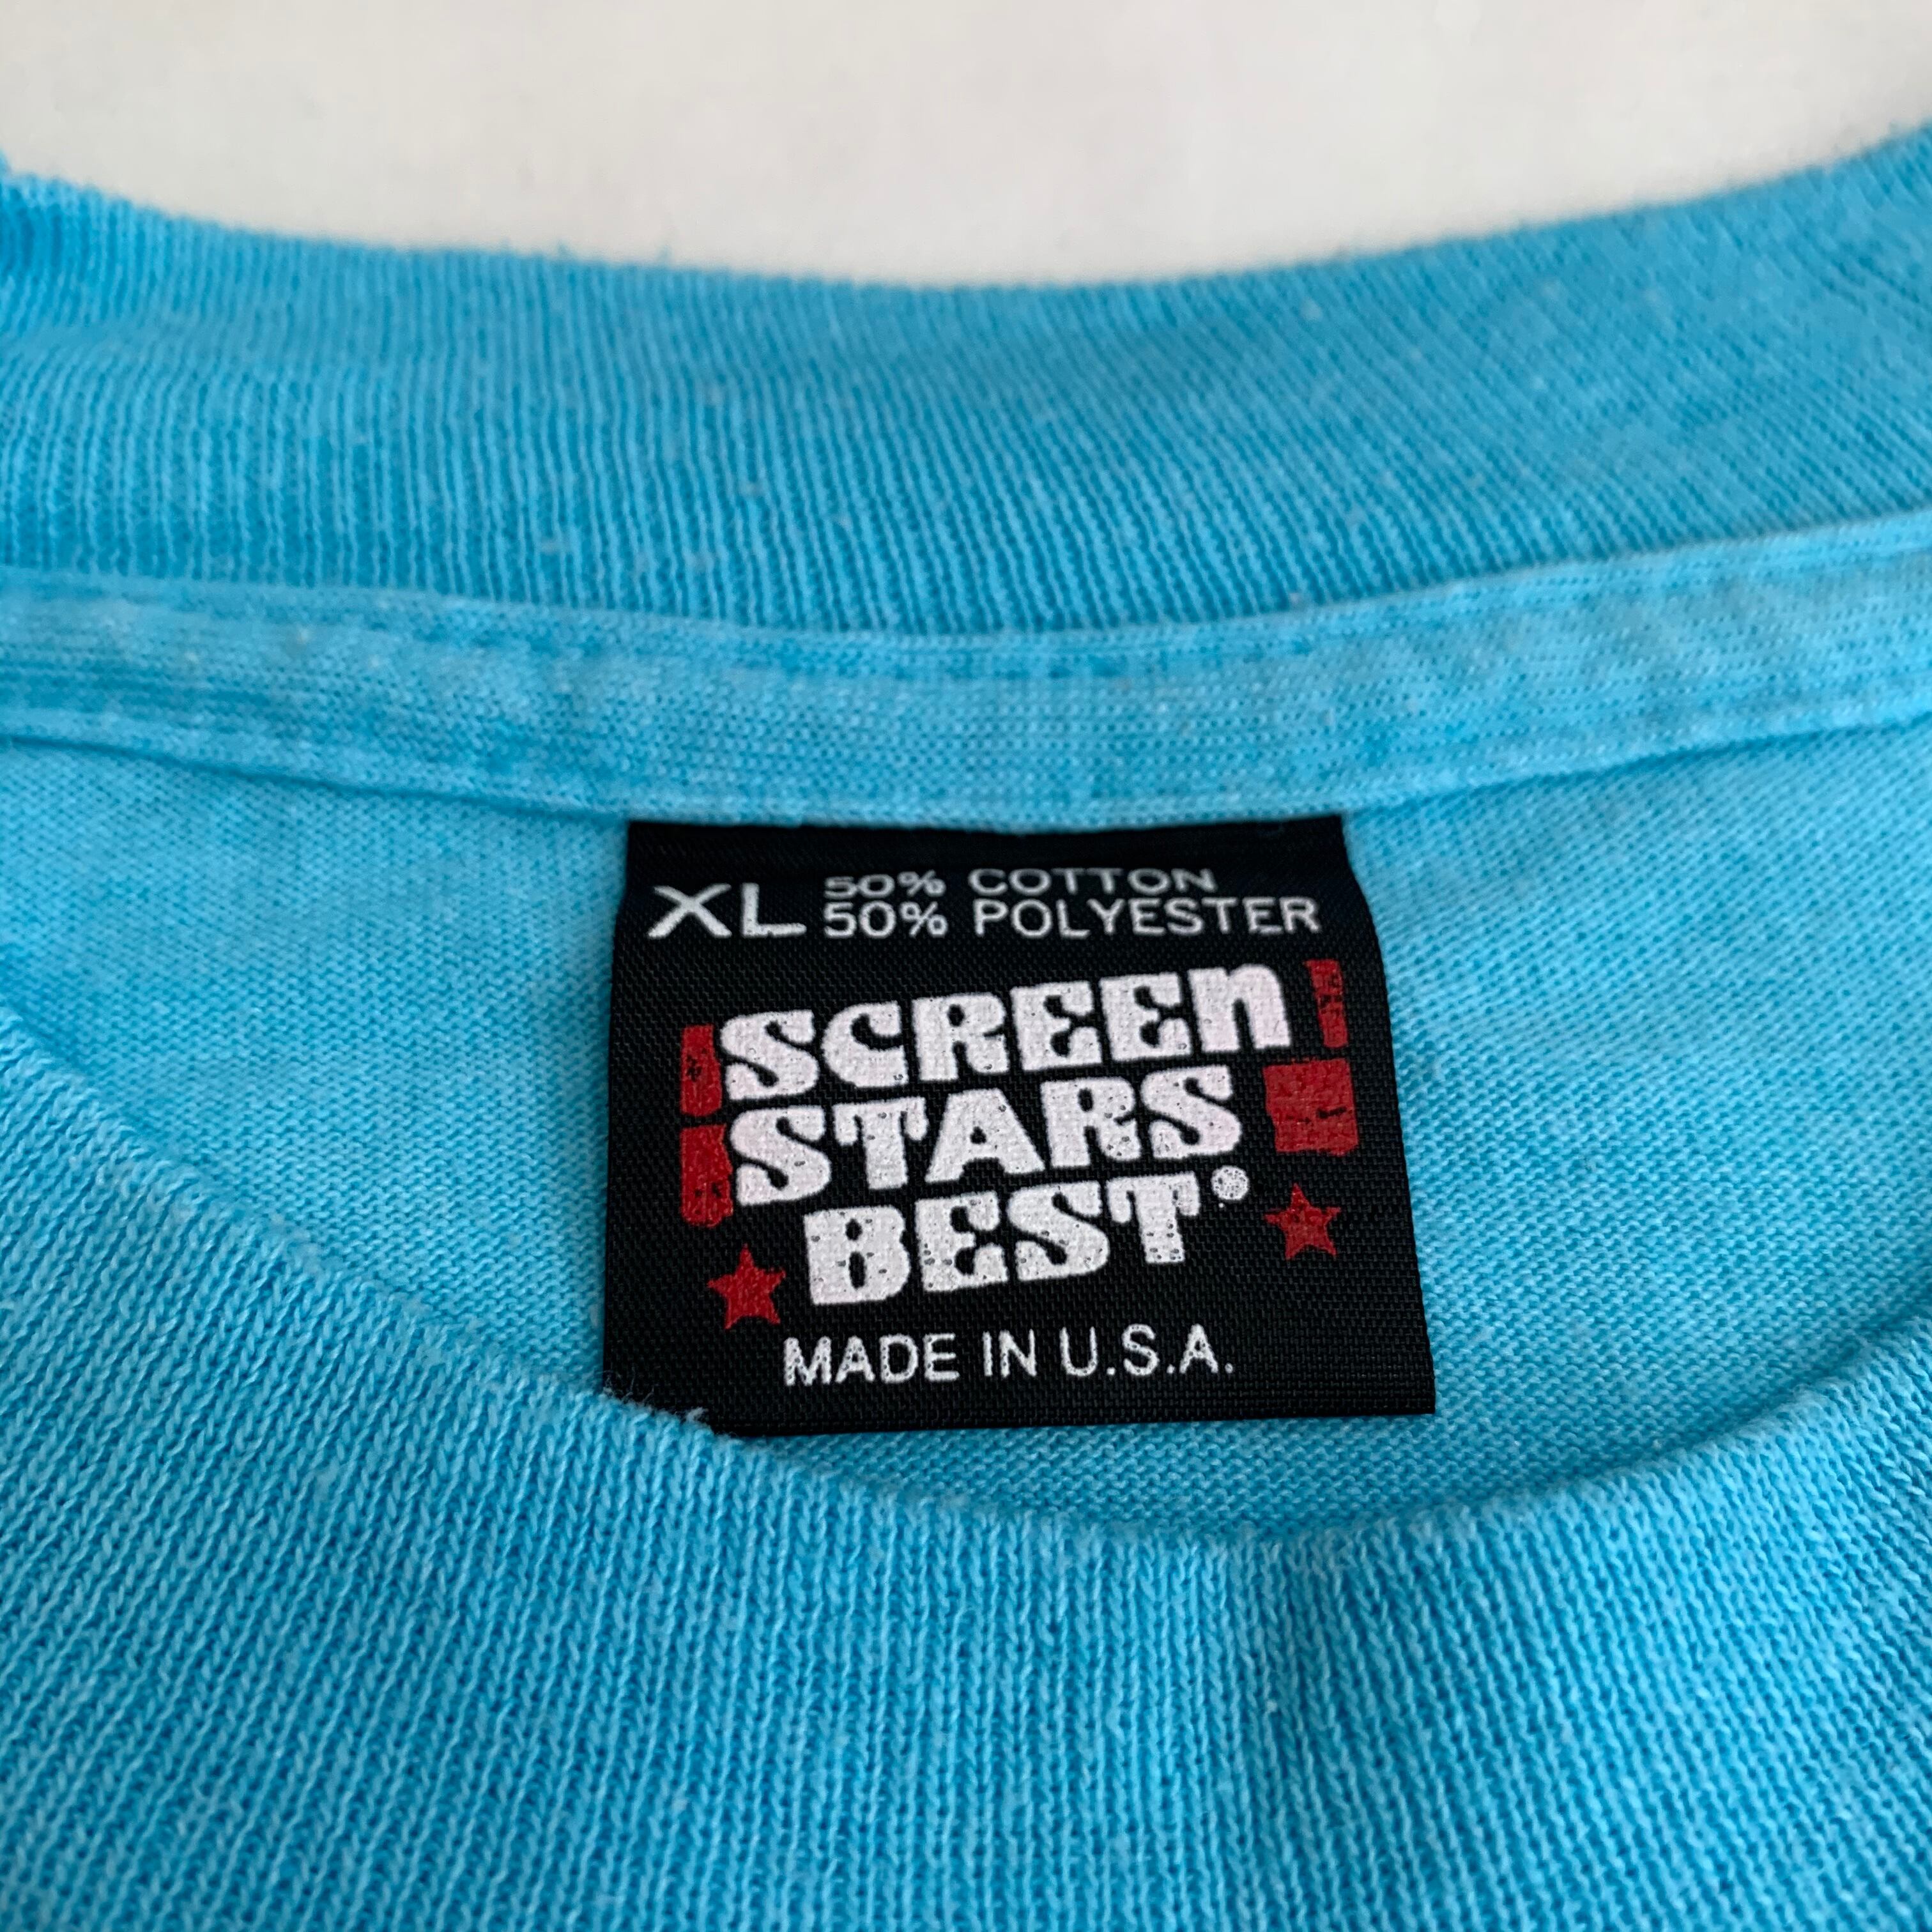 XL 50% COTTON
50% POLYESTER
SCREEN
STARS
BEST®
MADE IN U.S.A.